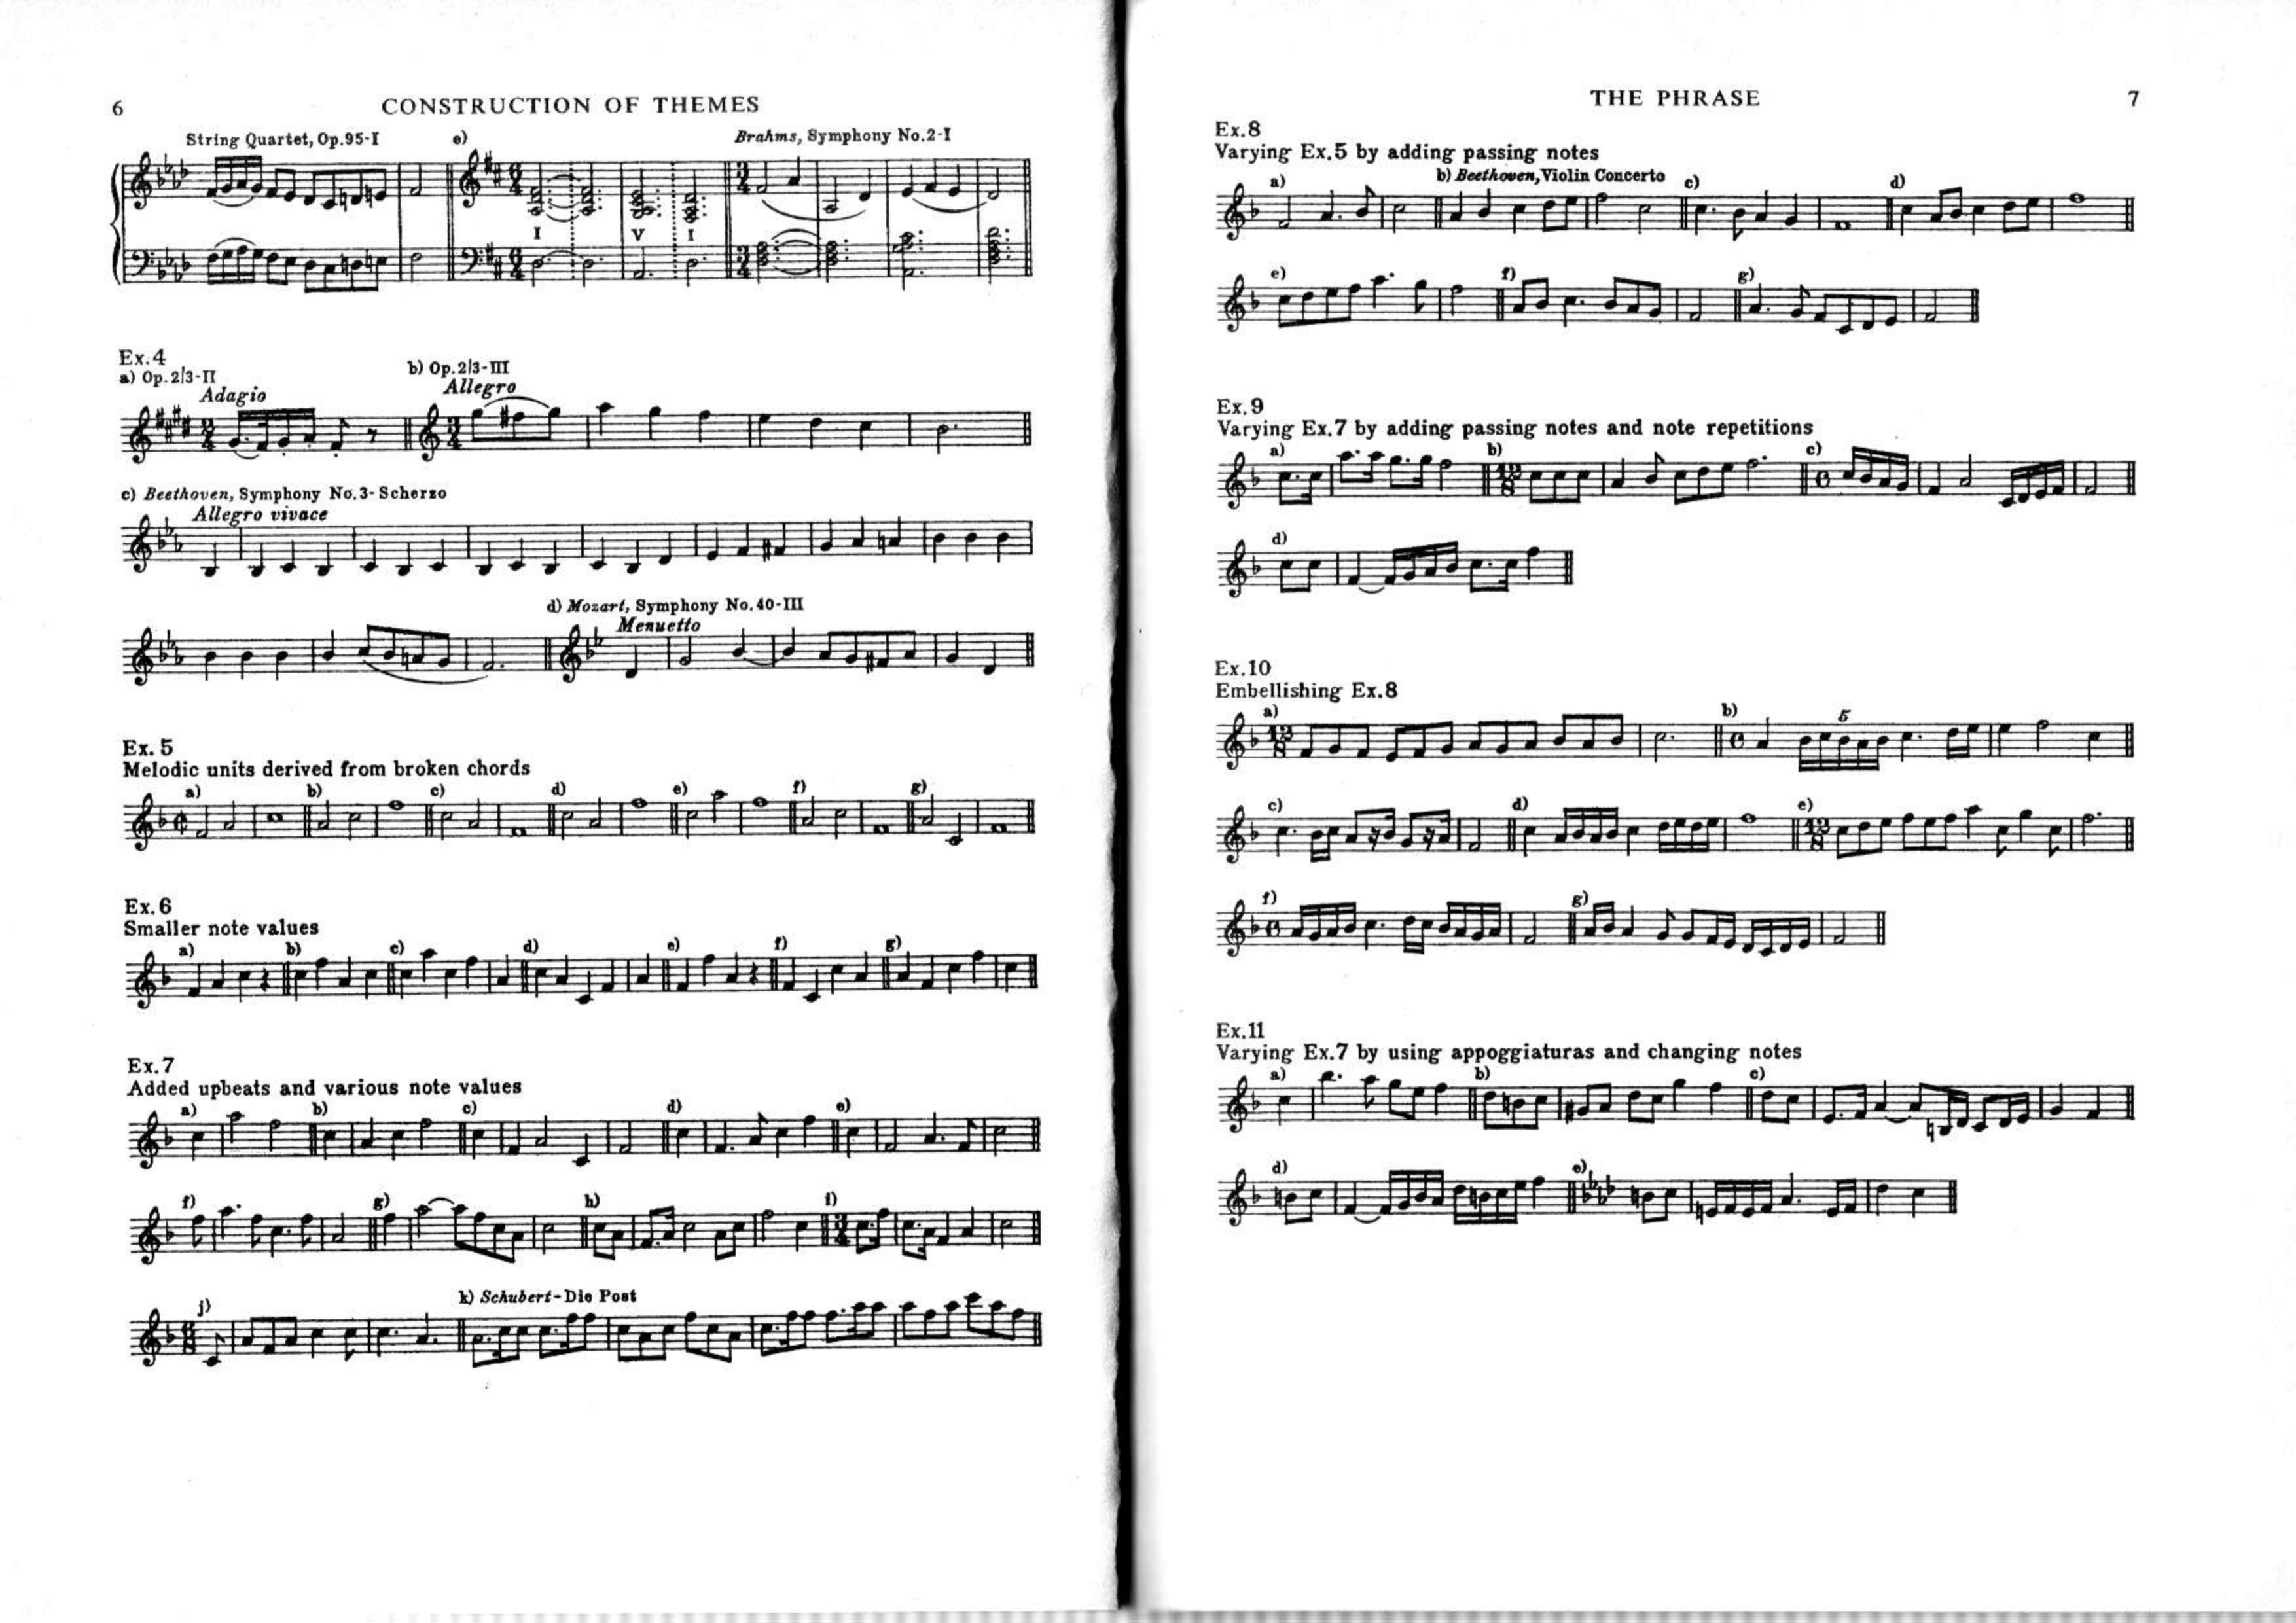 6
CONSTRUCTION OF THEMES
String Quartet, Op.95-I
e)
Brahms, Symphony No.2-I
I V I
Ex.4
a) Op.2/3-II
Adagio
b) Op.2/3-III
Allegro
c) Beethoven, Symphony No.3-Scherzo
Allegro vivace
d) Mozart, Symphony No.40-III
Menuetto
Ex. 5
Melodic units derived from broken chords
a) b) c) d) e) f) g)
Ex.6
Smaller note values
a) b) c) d) e) f) g)
Ex.7
Added upbeats and various note values
a) b) c) d) e)
f) g) h) i)
j)
k) Schubert-Die Post
THE PHRASE
7
Ex.8
Varying Ex.5 by adding passing notes
a) b) Beethoven, Violin Concerto c) d)
e) f) g)
Ex.9
Varying Ex.7 by adding passing notes and note repetitions
a) b) c)
d)
Ex.10
Embellishing Ex.8
a) b) 5
c) d) e)
f) g)
Ex.11
Varying Ex.7 by using appoggiaturas and changing notes
a) b) c)
d) e)